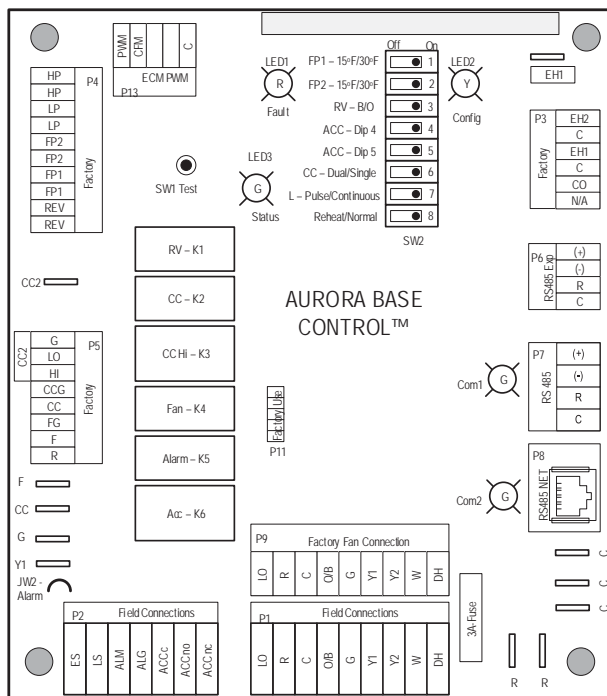 PWM
CFM
C
ECM PWM
P13
P4
HP
HP
LP
LP
FP2
FP2
FP1
FP1
REV
REV
Factory
LED1
R
Fault
SW1 Test
LED3
G
Status
Off On
FP1 – 15ºF/30ºF 1
FP2 – 15ºF/30ºF 2
RV – B/O 3
ACC – Dip 4 4
ACC – Dip 5 5
CC – Dual/Single 6
L – Pulse/Continuous 7
Reheat/Normal 8
SW2
LED2
Y
Config
EH1
P3
Factory
EH2
C
EH1
C
CO
N/A
RV – K1
CC – K2
CC Hi – K3
Fan – K4
Alarm – K5
Acc – K6
AURORA BASE
CONTROL™
P6
RS485 Exp
(+)
(-)
R
C
CC2
CC2
P5
G
LO
HI
CCG
CC
FG
F
R
Factory
Factory Use
P11
P7
RS 485
(+)
(-)
R
C
Com1
G
P8
RS485 NET
Com2
G
F
CC
G
Y1
JW2 -
Alarm
P9
Factory Fan Connection
LO
R
C
O/B
G
Y1
Y2
W
DH
P2
Field Connections
ES
LS
ALM
ALG
ACCc
ACCno
ACCnc
P1
Field Connections
LO
R
C
O/B
G
Y1
Y2
W
DH
3A-Fuse
C
C
C
R
R